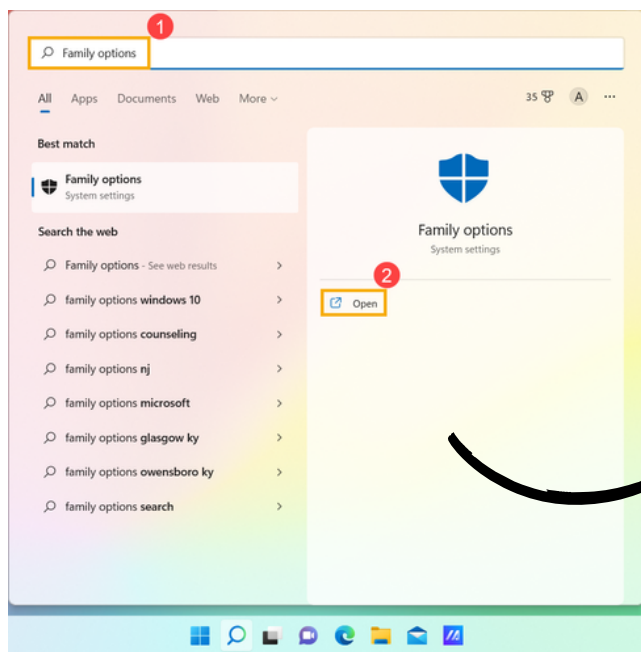 1
Family options
All Apps Documents Web More
35 A ...
Best match
Family options
System settings
Search the web
Family options - See web results
family options windows 10
family options counseling
family options nj
family options microsoft
family options glasgow ky
family options owensboro ky
family options search
Family options
System settings
2
Open